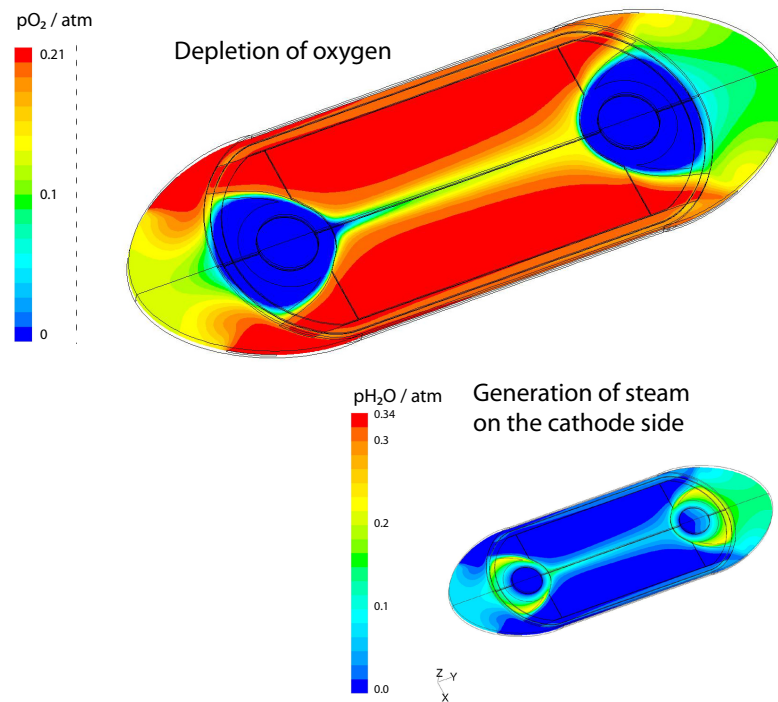 pO₂ / atm
0.21
0.1
0
Depletion of oxygen
pH₂O / atm
0.34
0.3
0.2
0.1
0.0
Generation of steam
on the cathode side
Z
Y
X